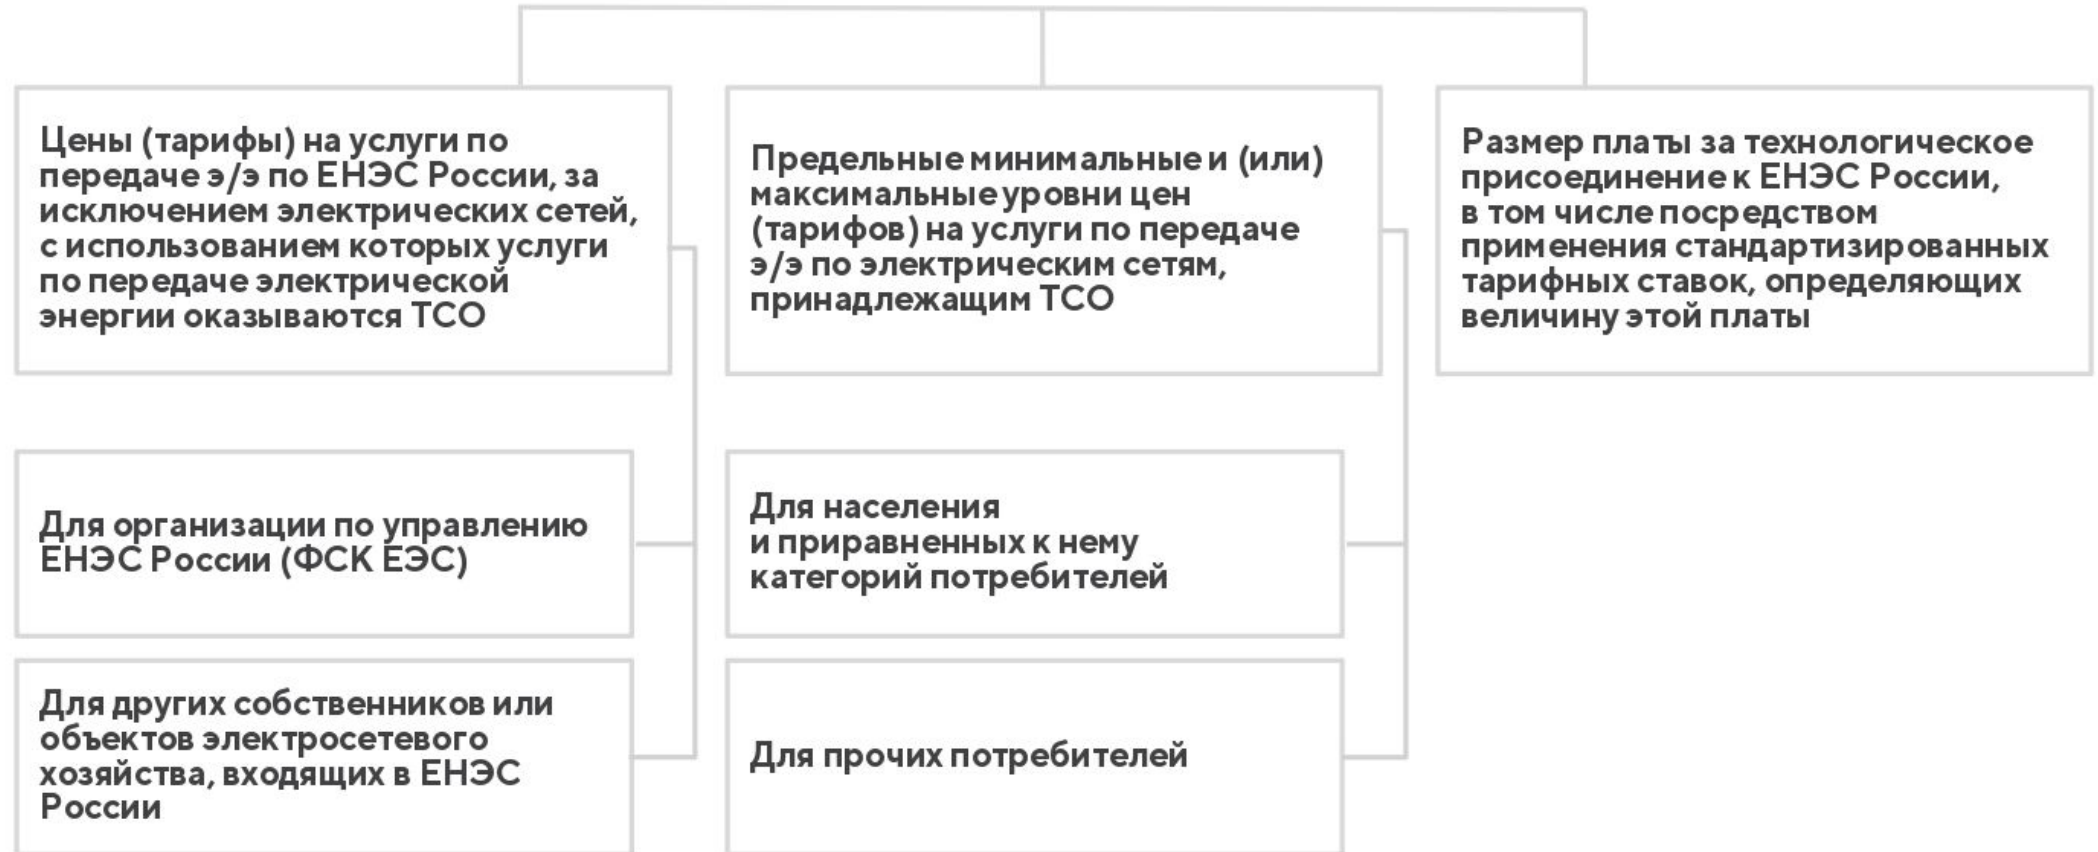 Цены (тарифы) на услуги по
передаче э/э по ЕНЭС России, за
исключением электрических сетей,
с использованием которых услуги
по передаче электрической
энергии оказываются ТСО
Предельные минимальные и (или)
максимальные уровни цен
(тарифов) на услуги по передаче
э/э по электрическим сетям,
принадлежащим ТСО
Размер платы за технологическое
присоединение к ЕНЭС России,
в том числе посредством
применения стандартизированных
тарифных ставок, определяющих
величину этой платы
Для организации по управлению
ЕНЭС России (ФСК ЕЭС)
Для населения
и приравненных к нему
категорий потребителей
Для других собственников или
объектов электросетевого
хозяйства, входящих в ЕНЭС
России
Для прочих потребителей